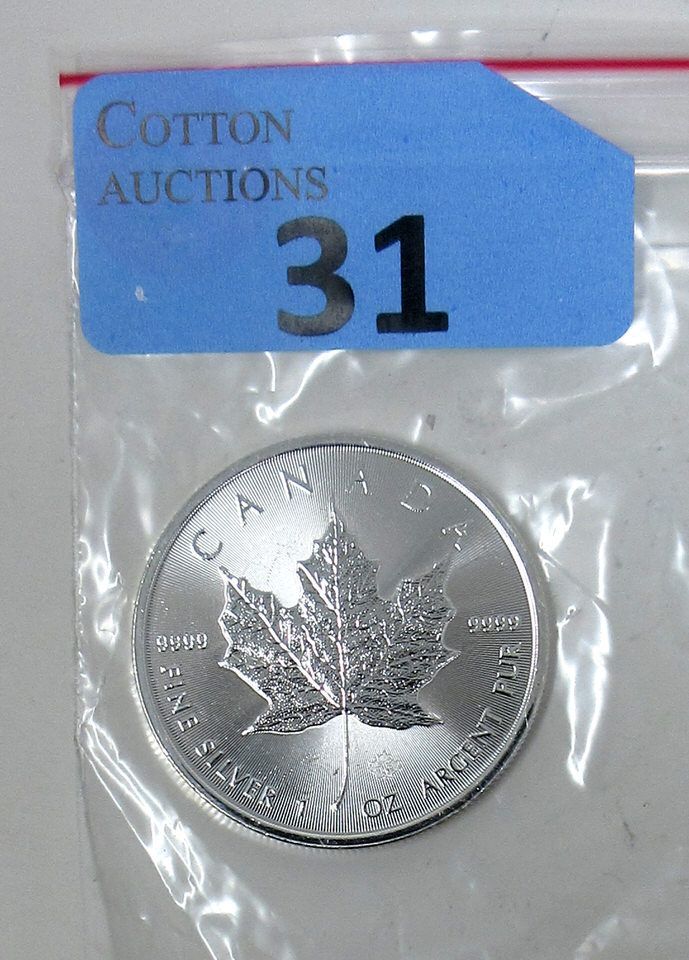 COTTON
AUCTIONS
31
CANADA
9999 9999
FINE SILVER 1 OZ ARGENT PUR